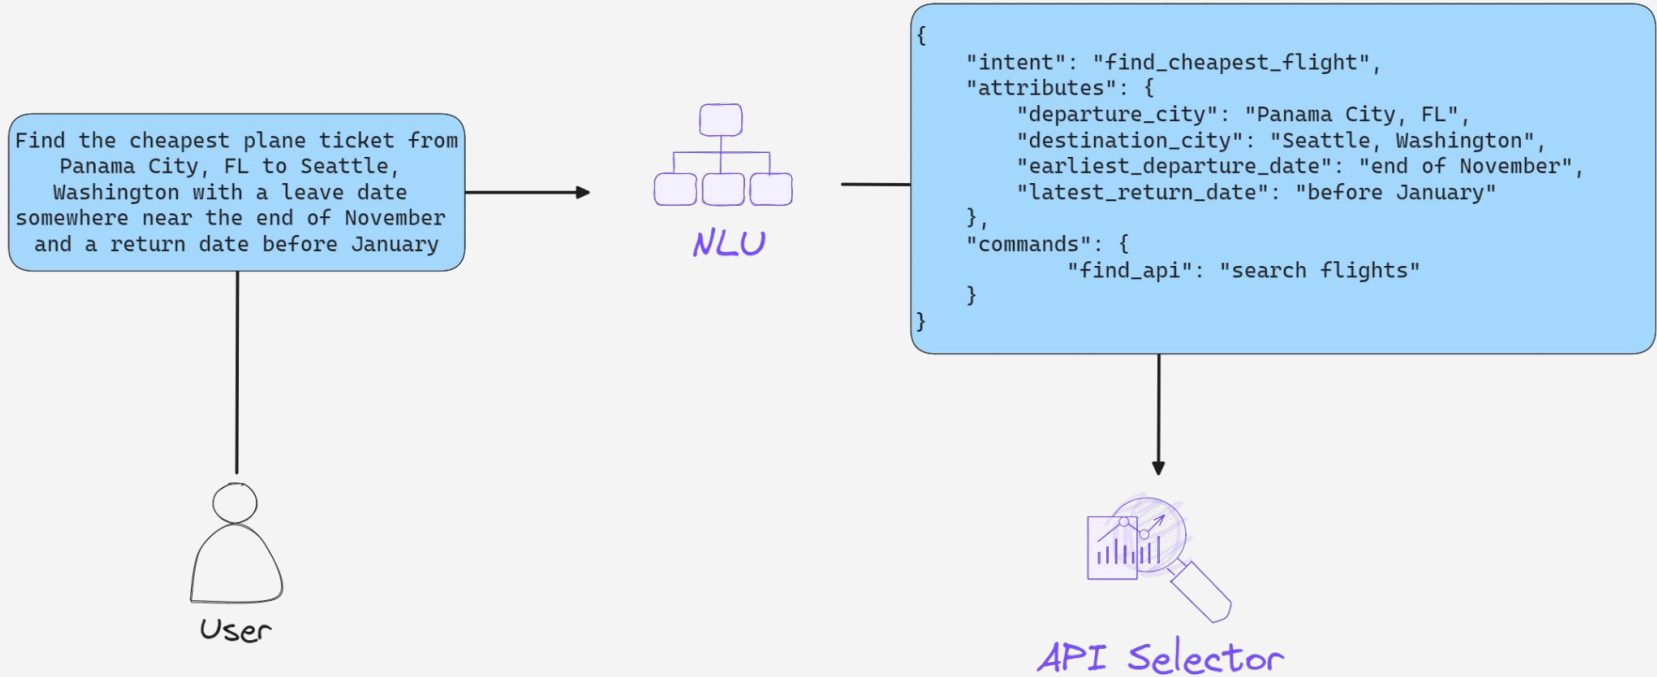 Find the cheapest plane ticket from
Panama City, FL to Seattle,
Washington with a leave date
somewhere near the end of November
and a return date before January
User
NLU
{
"intent": "find_cheapest_flight",
"attributes": {
"departure_city": "Panama City, FL",
"destination_city": "Seattle, Washington",
"earliest_departure_date": "end of November",
"latest_return_date": "before January"
},
"commands": {
"find_api": "search flights"
}
}
API Selector